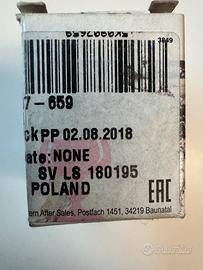 3849
7-659
ckPP 02.08.2018
ate: NONE
SV LS 180195
POLAND
EAC
ern After Sales, Postfach 1451, 34219 Baunatal
subito